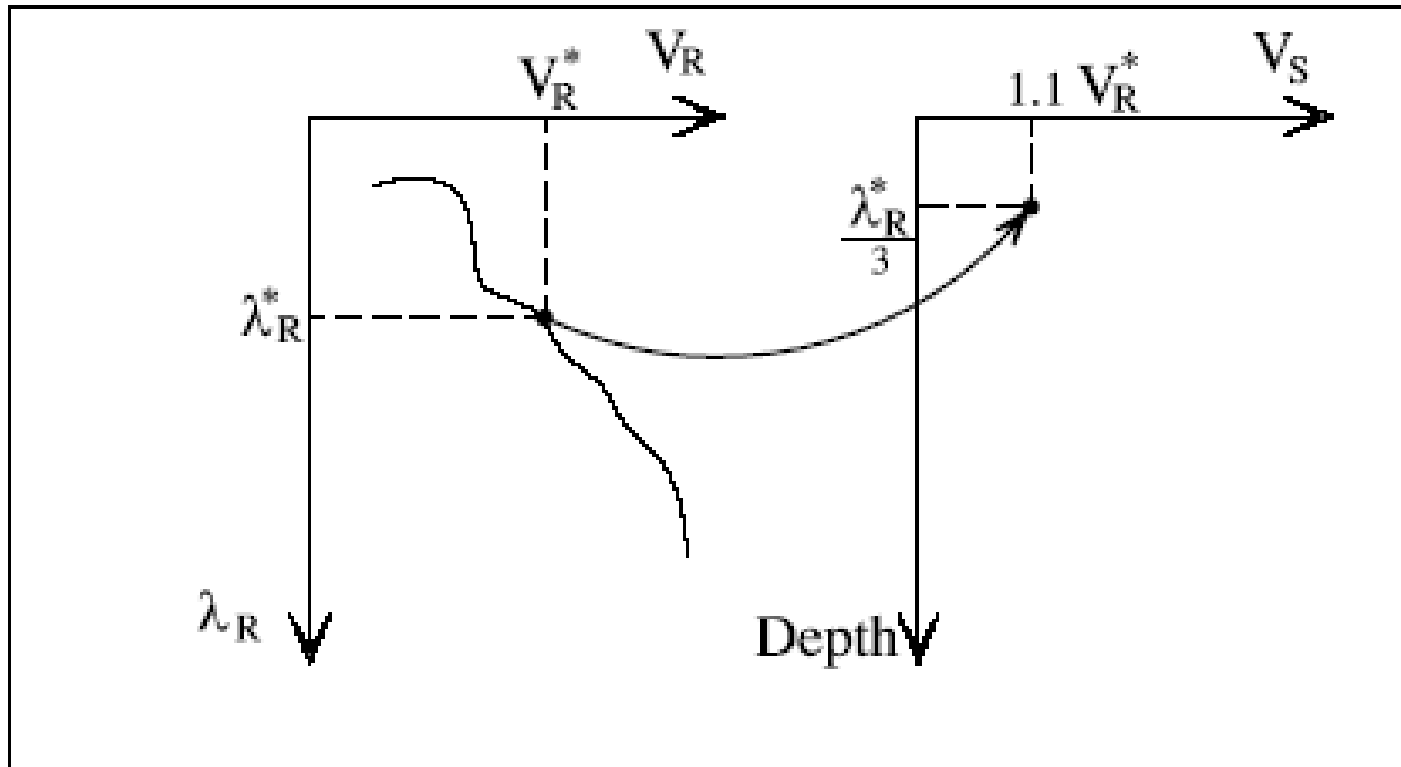 V_R^*
V_R
λ_R^*
λ_R
1.1 V_R^*
V_S
λ_R^*/3
Depth